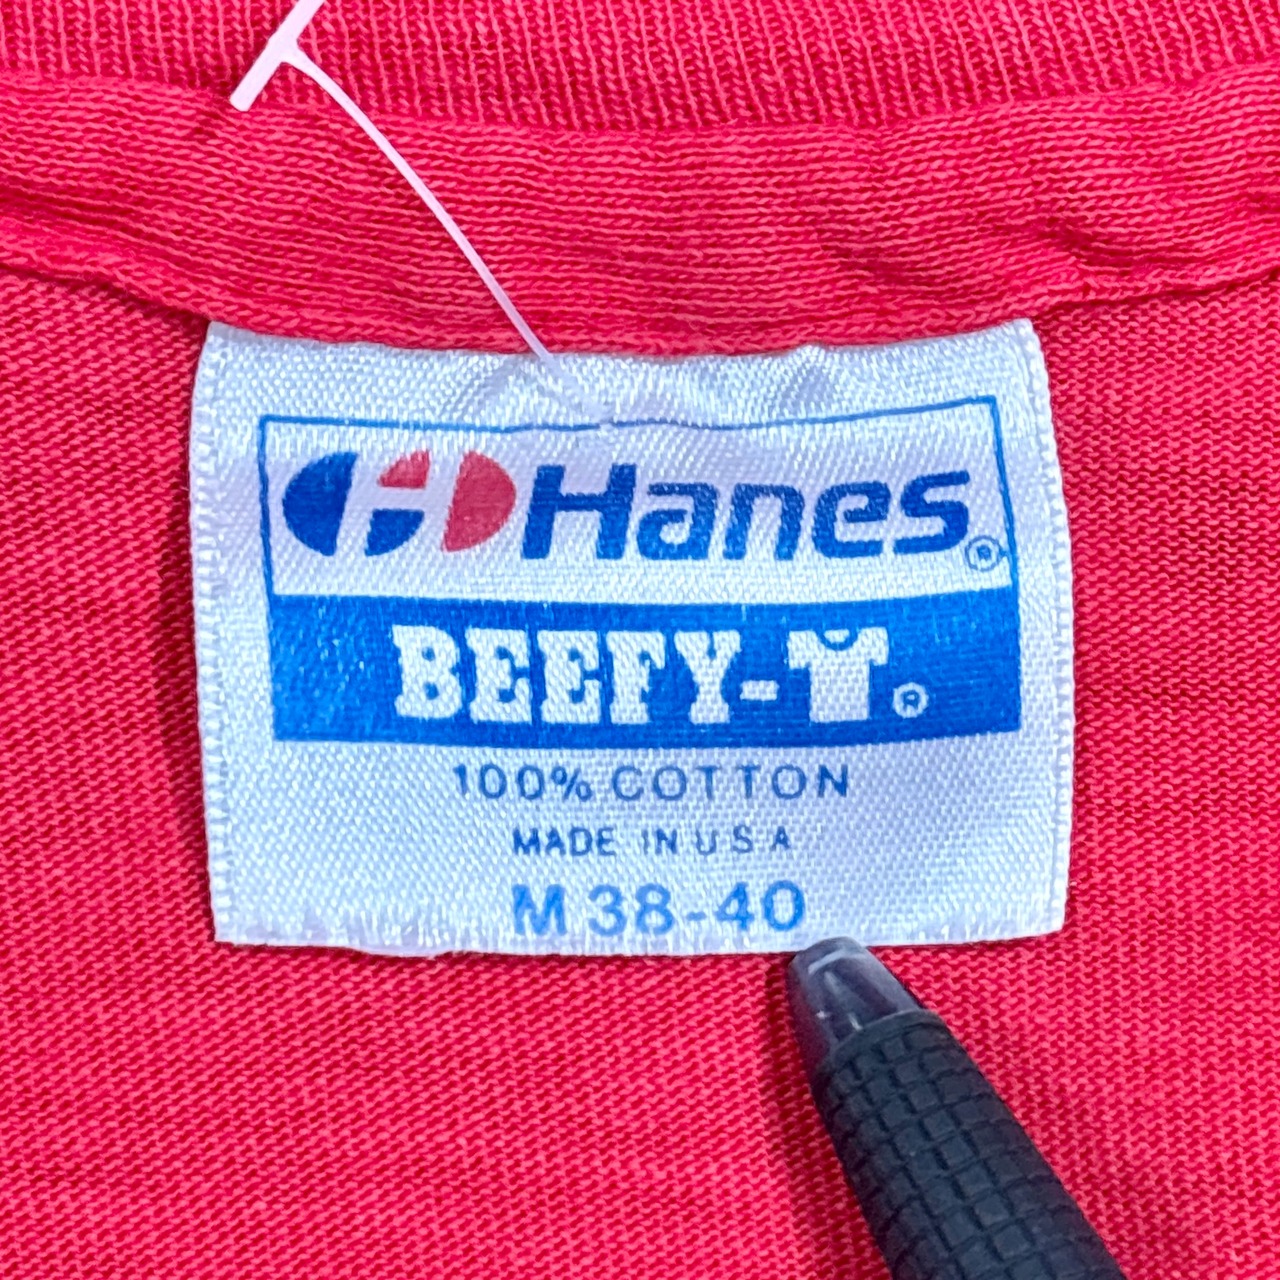 Hanes®
BEEFY-T®
100% COTTON
MADE IN U S A
M 38-40